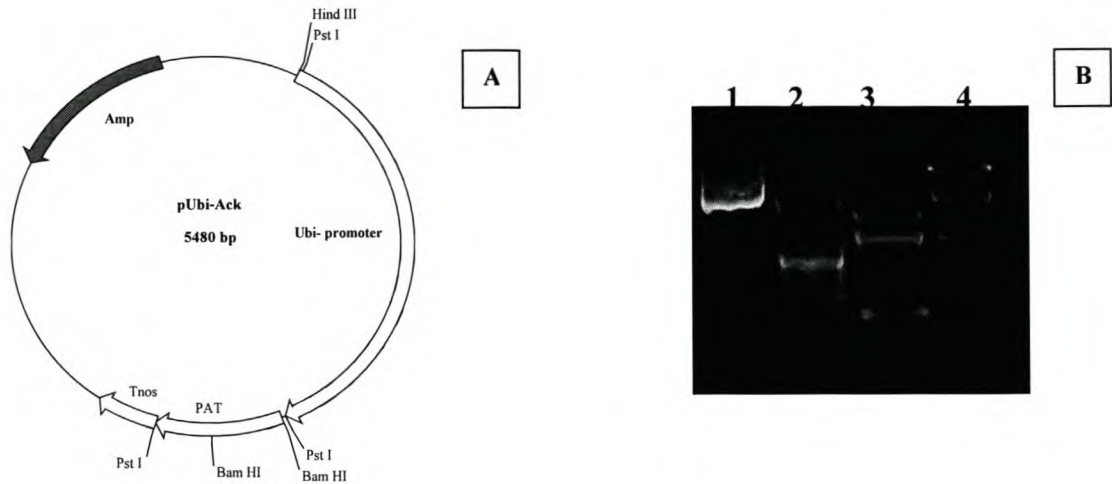 Hind III
Pst I
A
B
Amp
1 2 3 4
pUbi-Ack
5480 bp
Ubi- promoter
Tnos
PAT
Pst I
Bam HI
Pst I
Bam HI